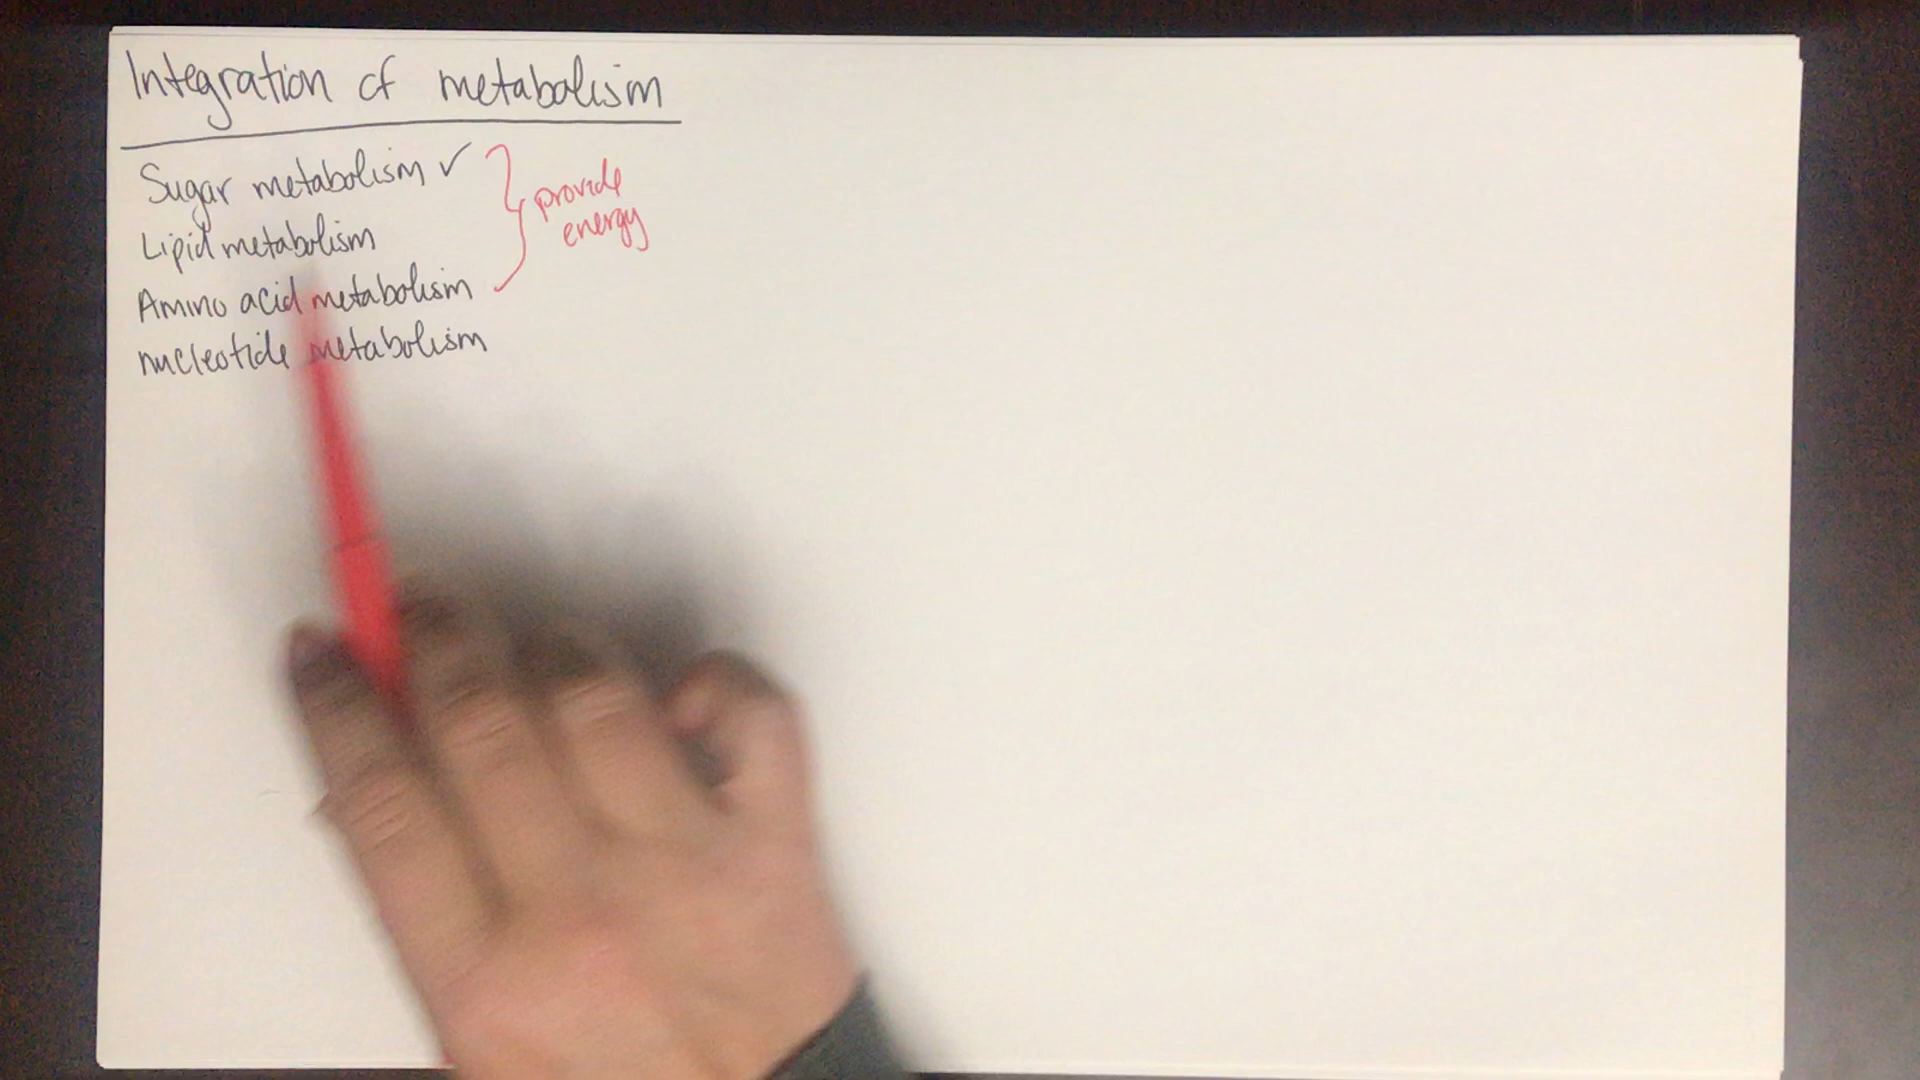 Integration of metabolism
Sugar metabolism ✓
Lipid metabolism
Amino acid metabolism
nucleotide metabolism
provide
energy